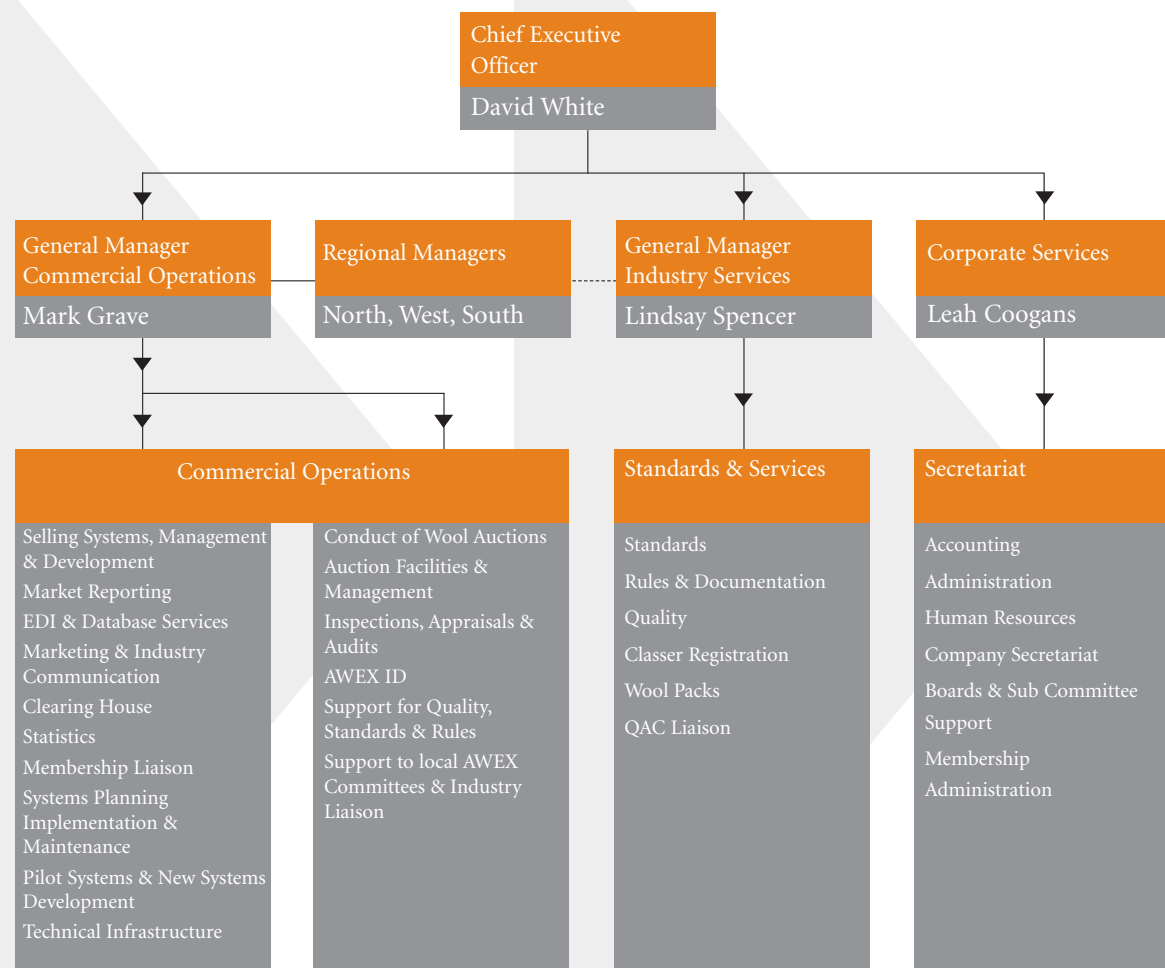 Chief Executive
Officer
David White
General Manager
Commercial Operations
Mark Grave
Regional Managers
North, West, South
General Manager
Industry Services
Lindsay Spencer
Corporate Services
Leah Coogans
Commercial Operations
Selling Systems, Management
& Development
Market Reporting
EDI & Database Services
Marketing & Industry
Communication
Clearing House
Statistics
Membership Liaison
Systems Planning
Implementation &
Maintenance
Pilot Systems & New Systems
Development
Technical Infrastructure
Conduct of Wool Auctions
Auction Facilities &
Management
Inspections, Appraisals &
Audits
AWEX ID
Support for Quality,
Standards & Rules
Support to local AWEX
Committees & Industry
Liaison
Standards & Services
Standards
Rules & Documentation
Quality
Classer Registration
Wool Packs
QAC Liaison
Secretariat
Accounting
Administration
Human Resources
Company Secretariat
Boards & Sub Committee
Support
Membership
Administration